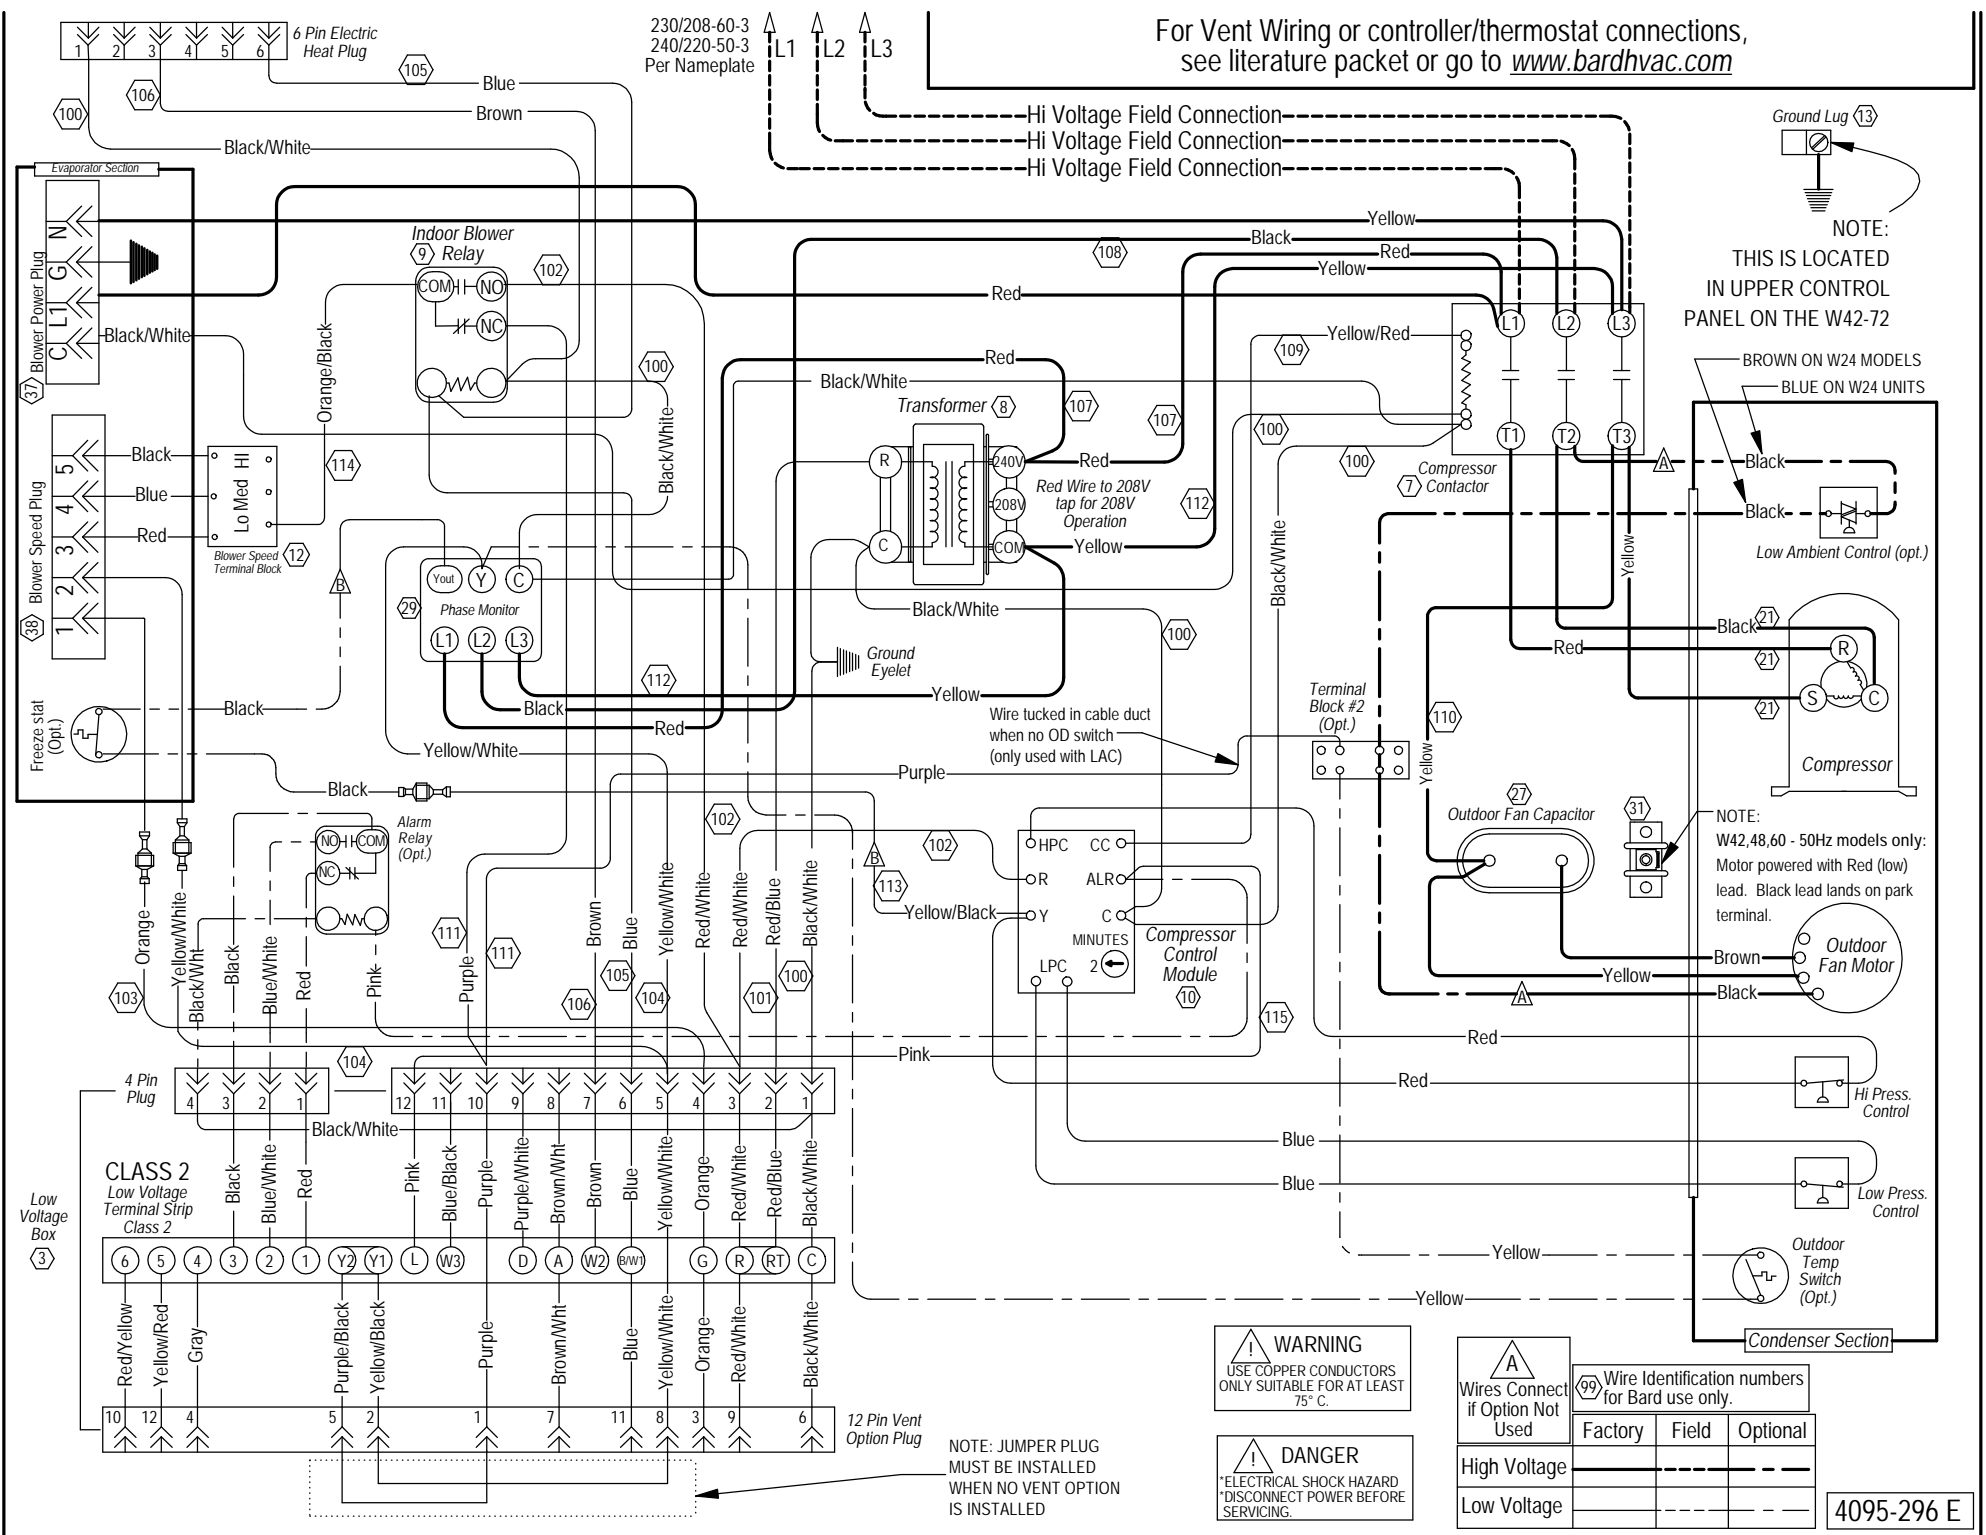 For Vent Wiring or controller/thermostat connections,
see literature packet or go to www.bardhvac.com
230/208-60-3
240/220-50-3
Per Nameplate
L1
L2
L3
6 Pin Electric
Heat Plug
1 2 3 4 5 6
100
106
105
Blue
Brown
Black/White
Hi Voltage Field Connection
Hi Voltage Field Connection
Hi Voltage Field Connection
Ground Lug 13
NOTE:
THIS IS LOCATED
IN UPPER CONTROL
PANEL ON THE W42-72
BROWN ON W24 MODELS
BLUE ON W24 UNITS
Evaporator Section
Blower Power Plug
37
N
G
L1
C
Black/White
Indoor Blower
9 Relay
COM
NO
NC
102
Orange/Black
114
100
Black/White
Yellow
Black
108
Red
Yellow
Red
Red
Black/White
Transformer 8
R
C
240V
208V
COM
107
Red
107
Red Wire to 208V
tap for 208V
Operation
Yellow
112
Yellow/Red
109
100
100
L1 L2 L3
T1 T2 T3
7
Compressor
Contactor
A
Black
Black
Low Ambient Control (opt.)
Yellow
Blower Speed Plug
38
5
4
3
2
1
Black
Blue
Red
Lo Med HI
Blower Speed
Terminal Block
12
B
29
Yout Y C
Phase Monitor
L1 L2 L3
112
Black/White
100
Black/White
Ground
Eyelet
Yellow
Black
Red
Freeze stat
(Opt.)
Black
Yellow/White
Black
Purple
Wire tucked in cable duct
when no OD switch
(only used with LAC)
Terminal
Block #2
(Opt.)
110
Yellow
Black
21
Red
21
21
R
S
C
Compressor
Outdoor Fan Capacitor
27
31
NOTE:
W42,48,60 - 50Hz models only:
Motor powered with Red (low)
lead. Black lead lands on park
terminal.
Outdoor
Fan Motor
Brown
Yellow
A
Black
Alarm
Relay
(Opt.)
NO
COM
NC
Orange
103
Yellow/White
Black/Wht
Black
Blue/White
Red
Pink
104
111
Purple
111
Brown
106
Blue
105
Yellow/White
104
102
Red/White
Red/White
101
Red/Blue
100
Black/White
102
B
113
Yellow/Black
HPC
R
Y
LPC
CC
ALR
C
MINUTES
2
Compressor
Control
Module
10
115
Pink
Red
Red
Hi Press.
Control
Blue
Blue
Low Press.
Control
4 Pin
Plug
4 3 2 1
12 11 10 9 8 7 6 5 4 3 2 1
Black/White
CLASS 2
Low Voltage
Terminal Strip
Class 2
Low
Voltage
Box
3
Black
Blue/White
Red
Pink
Blue/Black
Purple
Purple/White
Brown/Wht
Brown
Blue
Yellow/White
Orange
Red/White
Red/Blue
Black/White
6 5 4 3 2 1 Y2 Y1 L W3 D A W2 B/W1 G R RT C
Red/Yellow
Yellow/Red
Gray
Purple/Black
Yellow/Black
Purple
Brown/Wht
Blue
Yellow/White
Orange
Red/White
Black/White
10 12 4 5 2 1 7 11 8 3 9 6
12 Pin Vent
Option Plug
NOTE: JUMPER PLUG
MUST BE INSTALLED
WHEN NO VENT OPTION
IS INSTALLED
Yellow
Yellow
Outdoor
Temp
Switch
(Opt.)
Condenser Section
! WARNING
USE COPPER CONDUCTORS
ONLY SUITABLE FOR AT LEAST
75° C.
! DANGER
*ELECTRICAL SHOCK HAZARD
*DISCONNECT POWER BEFORE
SERVICING.
A
Wires Connect
if Option Not
Used
99 Wire Identification numbers
for Bard use only.
Factory Field Optional
High Voltage
Low Voltage
4095-296 E